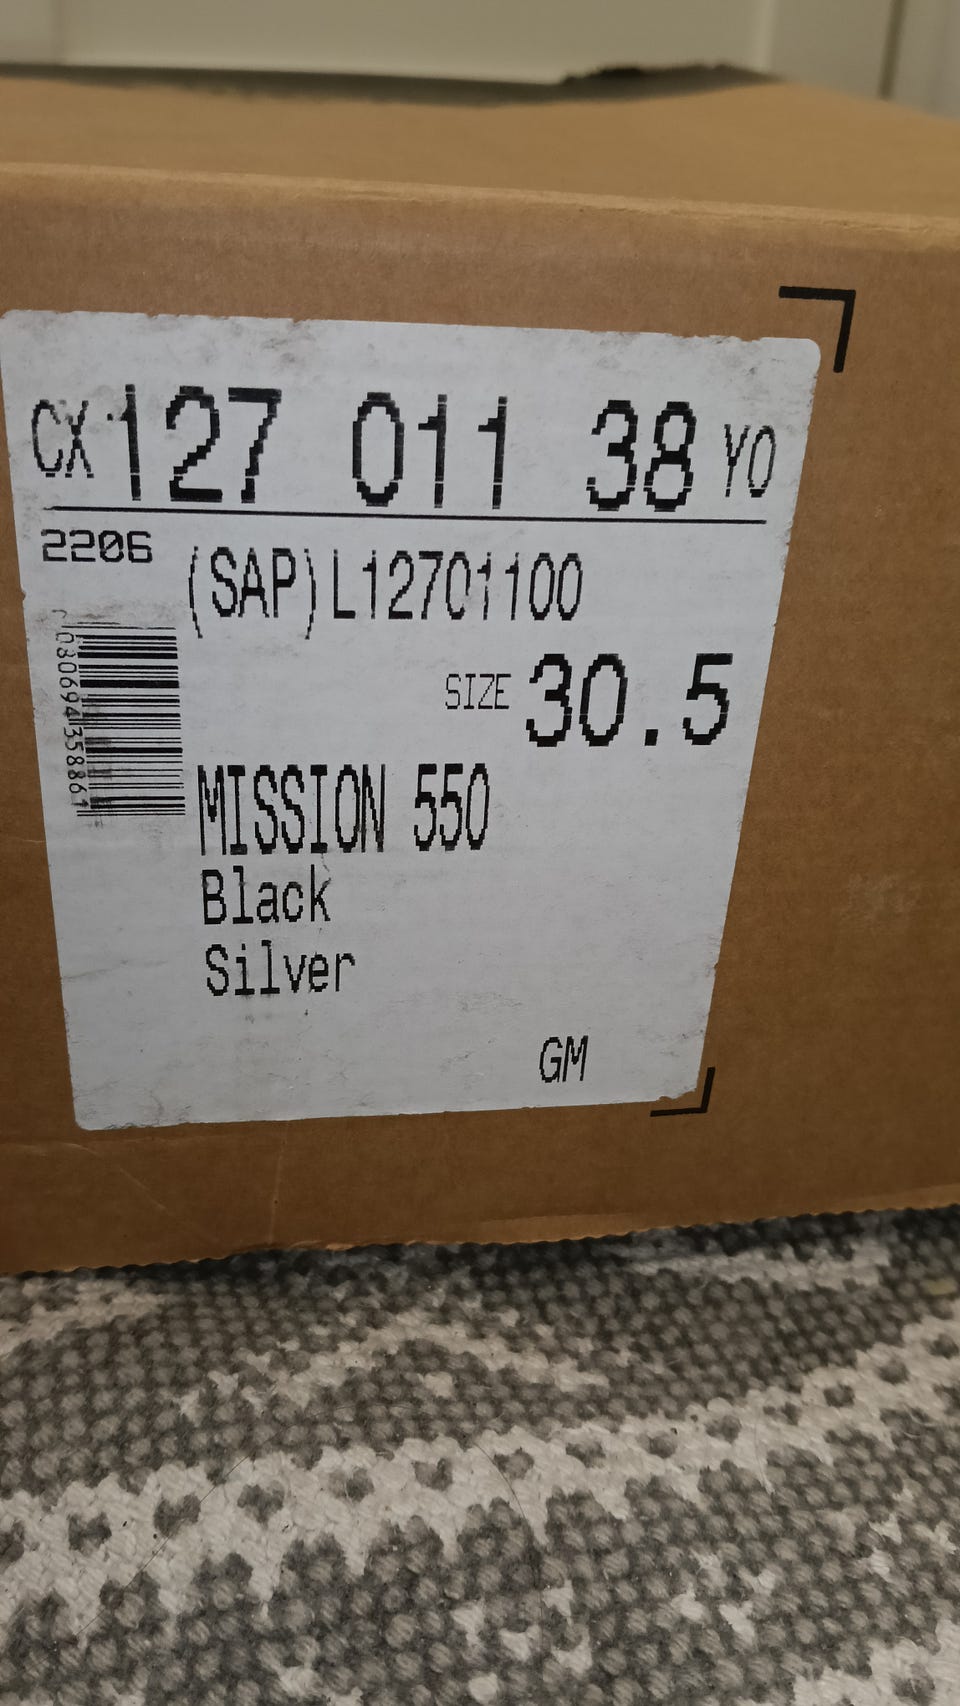 CX 127 011 38 YO
2206
(SAP)L12701100
SIZE 30.5
MISSION 550
Black
Silver
GM